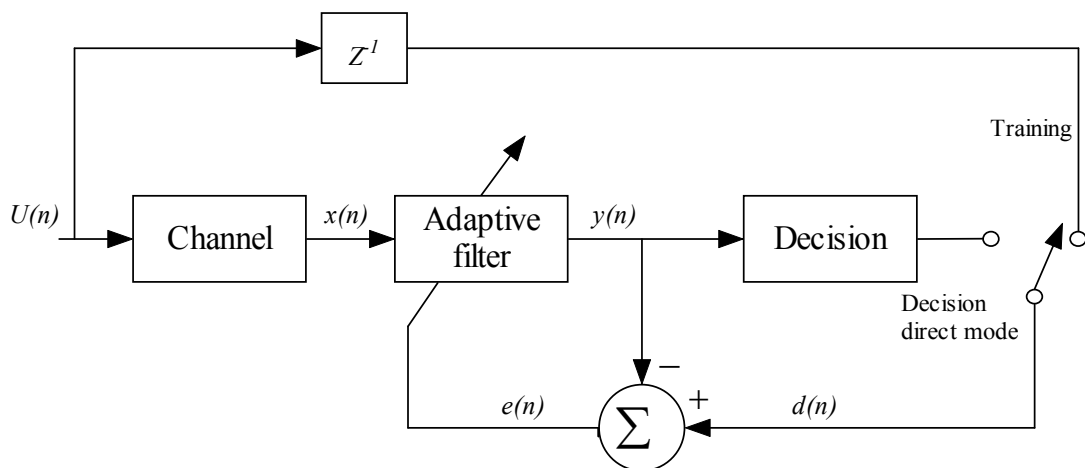 Z⁻¹
Training
U(n)
Channel
x(n)
Adaptive
filter
y(n)
Decision
Decision
direct mode
−
+
e(n)
Σ
d(n)